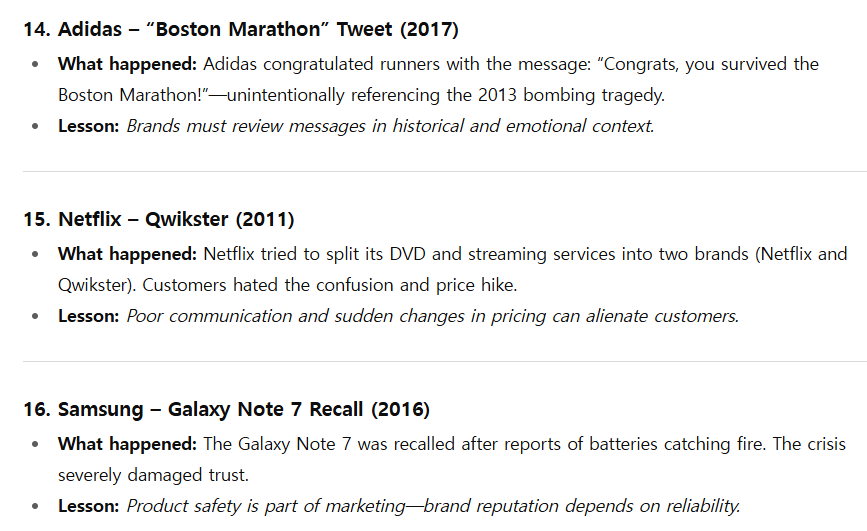 14. Adidas – “Boston Marathon” Tweet (2017)
• What happened: Adidas congratulated runners with the message: “Congrats, you survived the
Boston Marathon!”—unintentionally referencing the 2013 bombing tragedy.
• Lesson: Brands must review messages in historical and emotional context.
15. Netflix – Qwikster (2011)
• What happened: Netflix tried to split its DVD and streaming services into two brands (Netflix and
Qwikster). Customers hated the confusion and price hike.
• Lesson: Poor communication and sudden changes in pricing can alienate customers.
16. Samsung – Galaxy Note 7 Recall (2016)
• What happened: The Galaxy Note 7 was recalled after reports of batteries catching fire. The crisis
severely damaged trust.
• Lesson: Product safety is part of marketing—brand reputation depends on reliability.